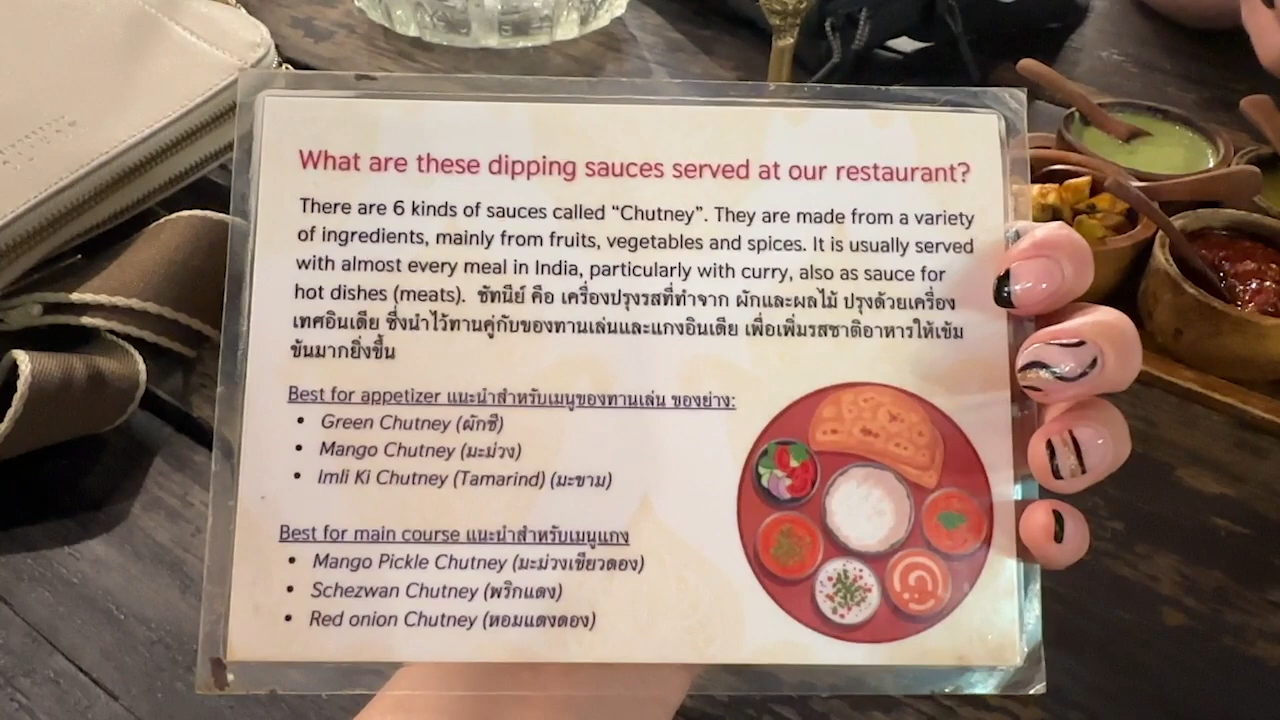 What are these dipping sauces served at our restaurant?
There are 6 kinds of sauces called “Chutney”. They are made from a variety
of ingredients, mainly from fruits, vegetables and spices. It is usually served
with almost every meal in India, particularly with curry, also as sauce for
hot dishes (meats). ชัทนีย์ คือ เครื่องปรุงรสที่ทำจาก ผักและผลไม้ ปรุงด้วยเครื่อง
เทศอินเดีย ซึ่งนำไว้ทานคู่กับของทานเล่นและแกงอินเดีย เพื่อเพิ่มรสชาติอาหารให้เข้ม
ข้นมากยิ่งขึ้น
Best for appetizer แนะนำสำหรับเมนูของทานเล่น ของย่าง:
• Green Chutney (ผักชี)
• Mango Chutney (มะม่วง)
• Imli Ki Chutney (Tamarind) (มะขาม)
Best for main course แนะนำสำหรับเมนูแกง
• Mango Pickle Chutney (มะม่วงเขียวดอง)
• Schezwan Chutney (พริกแดง)
• Red onion Chutney (หอมแดงดอง)